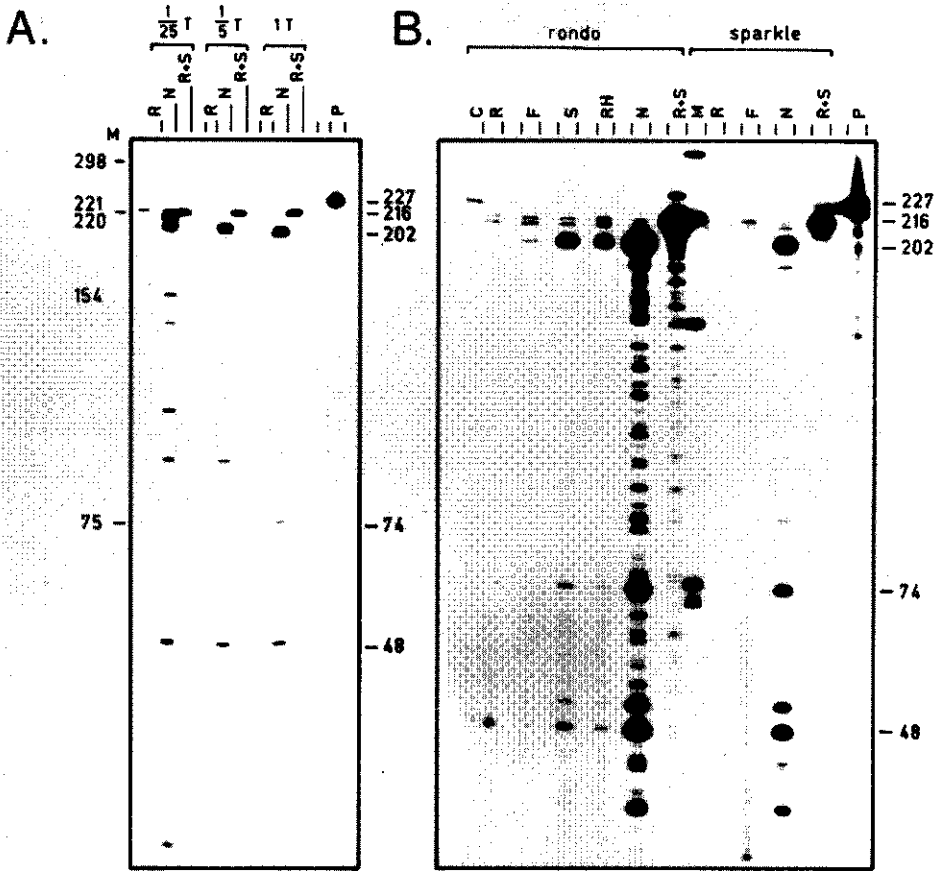 A.
1/25 T 1/5 T 1 T
R N R+S R N R+S R N R+S P
M
298
221
220
154
75
227
216
202
74
48
B.
rondo sparkle
C R F S RH N R+S M R F N R+S P
227
216
202
74
48